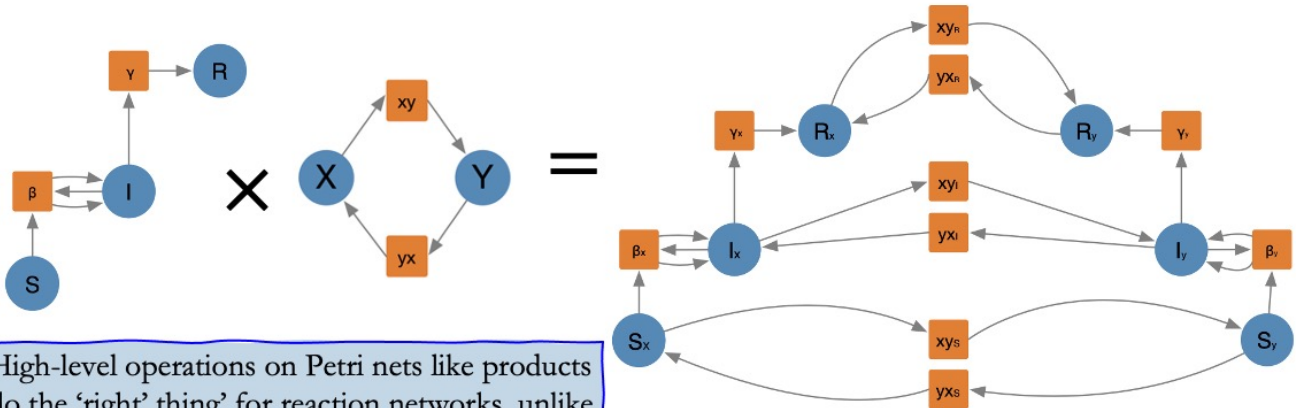 γ
R
β
I
S
×
X
xy
Y
yx
=
xyR
yxR
γx
Rx
Ry
γy
xyI
yxI
βx
Ix
Iy
βy
Sx
xyS
Sy
yxS
High-level operations on Petri nets like products
do the ‘right’ thing’ for reaction networks, unlike